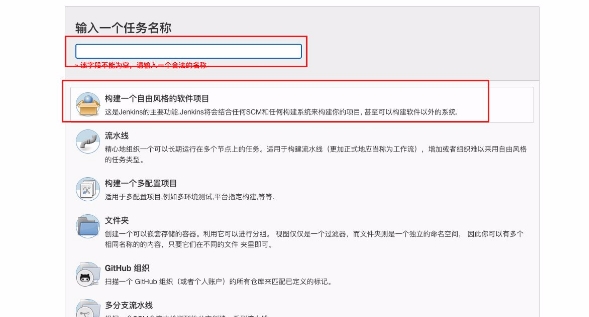 输入一个任务名称
» 该字段不能为空，请输入一个合法的名称
构建一个自由风格的软件项目
这是Jenkins的主要功能.Jenkins将会结合任何SCM和任何构建系统来构建你的项目, 甚至可以构建软件以外的系统.
流水线
精心地组织一个可以长期运行在多个节点上的任务。适用于构建流水线（更加正式地应当称为工作流），增加或者组织难以采用自由风格
的任务类型。
构建一个多配置项目
适用于多配置项目,例如多环境测试,平台指定构建,等等.
文件夹
创建一个可以嵌套存储的容器。利用它可以进行分组。 视图仅仅是一个过滤器，而文件夹则是一个独立的命名空间， 因此你可以有多个
相同名称的的内容，只要它们在不同的文件 夹里即可。
GitHub 组织
扫描一个 GitHub 组织（或者个人账户）的所有仓库来匹配已定义的标记。
多分支流水线